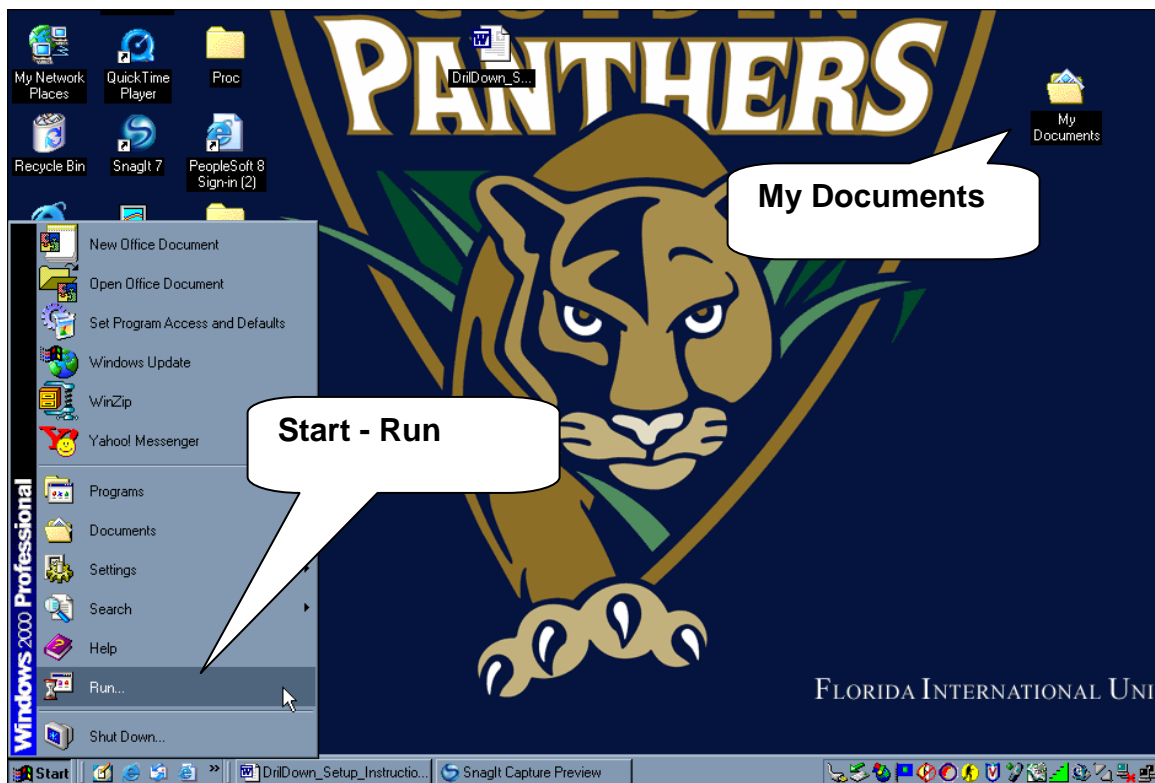 GOLDEN
PANTHERS
My Network
Places
QuickTime
Player
Proc
DrilDown_S...
My
Documents
Recycle Bin
SnagIt 7
PeopleSoft 8
Sign-in (2)
My Documents
New Office Document
Open Office Document
Set Program Access and Defaults
Windows Update
WinZip
Yahoo! Messenger
Start - Run
Programs
Documents
Settings
Search
Help
Run...
Shut Down...
Windows 2000 Professional
FLORIDA INTERNATIONAL UNI
Start
»
DrilDown_Setup_Instructio...
SnagIt Capture Preview